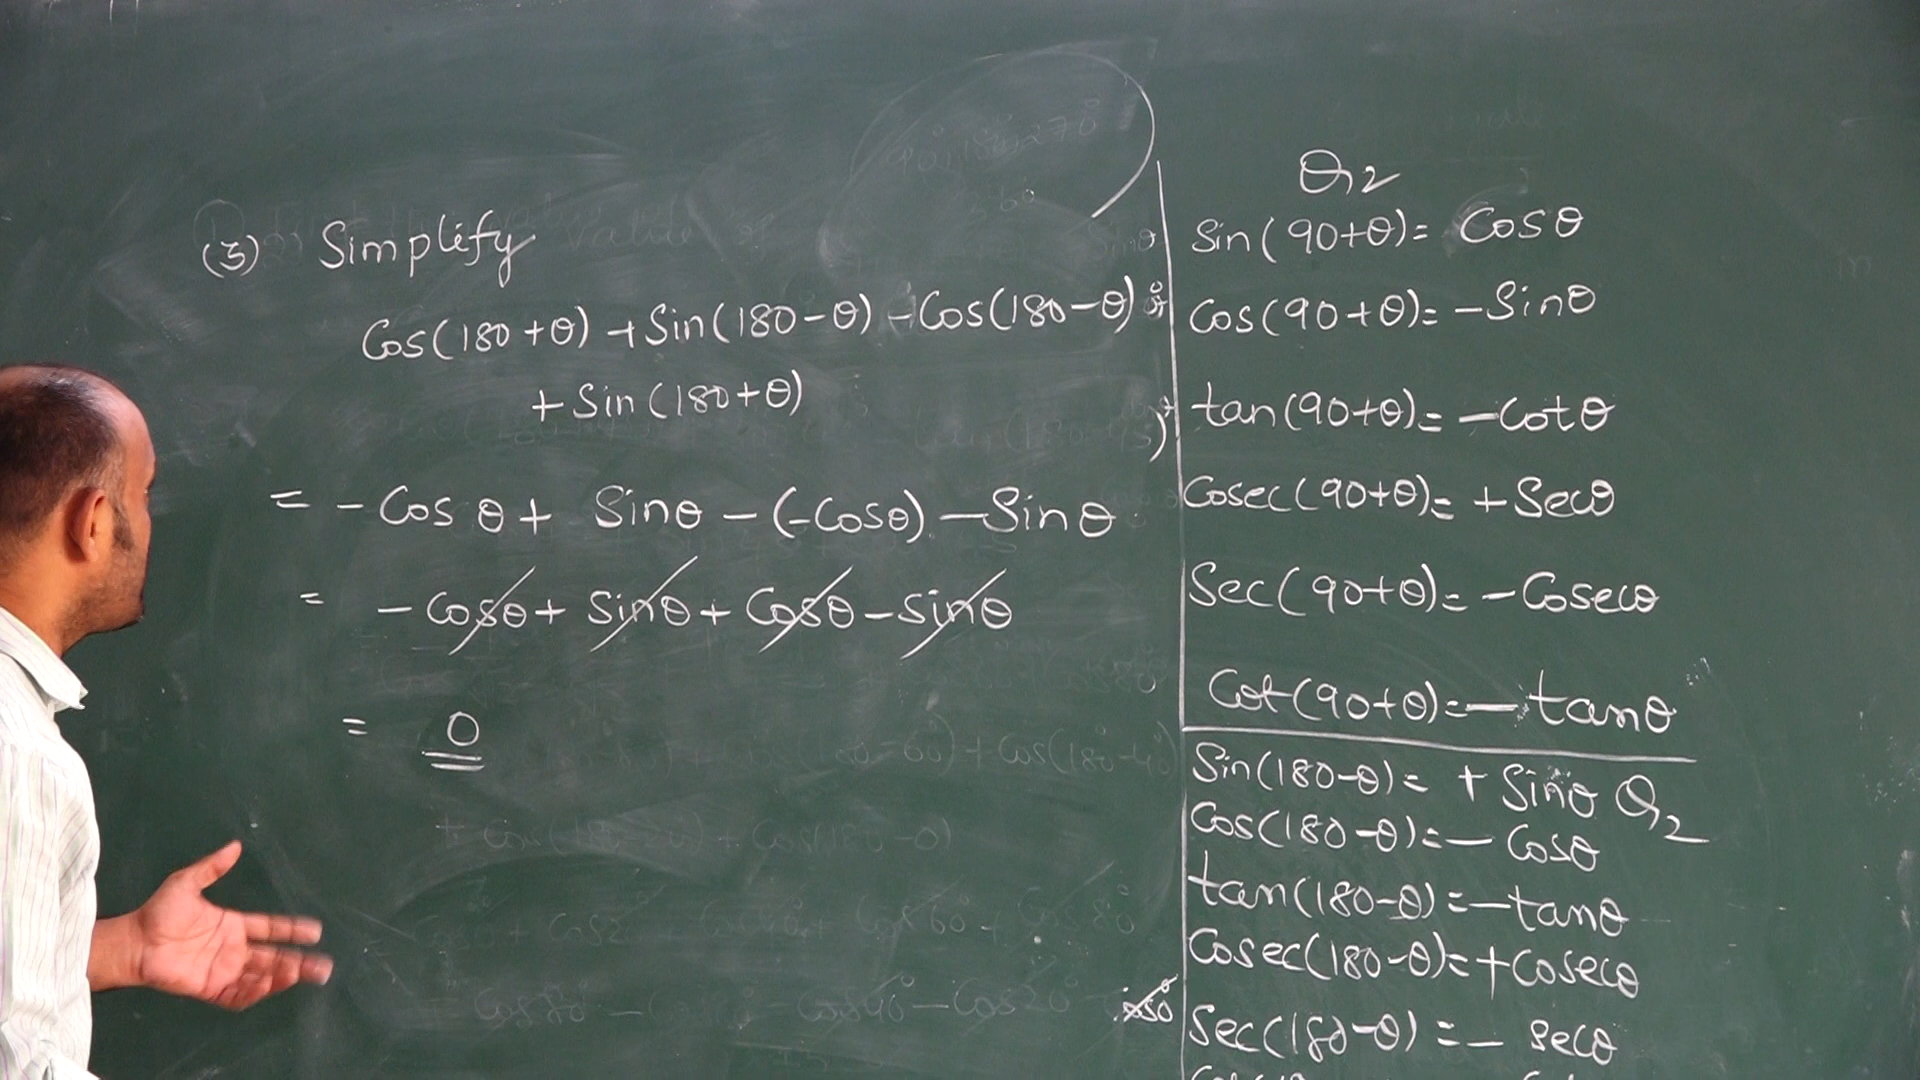 (3) Simplify
Cos(180+θ) + Sin(180-θ) - Cos(180-θ)
+ Sin(180+θ)
= - Cos θ + Sinθ - (-Cosθ) - Sinθ
= - Cosθ + Sinθ + Cosθ - Sinθ
= 0
Q2
Sin(90+θ) = Cosθ
Cos(90+θ) = -Sinθ
tan(90+θ) = -Cotθ
Cosec(90+θ) = +Secθ
Sec(90+θ) = -Cosecθ
Cot(90+θ) = - tanθ
Sin(180-θ) = + Sinθ Q2
Cos(180-θ) = - Cosθ
tan(180-θ) = -tanθ
Cosec(180-θ) = +Cosecθ
Sec(180-θ) = - Secθ